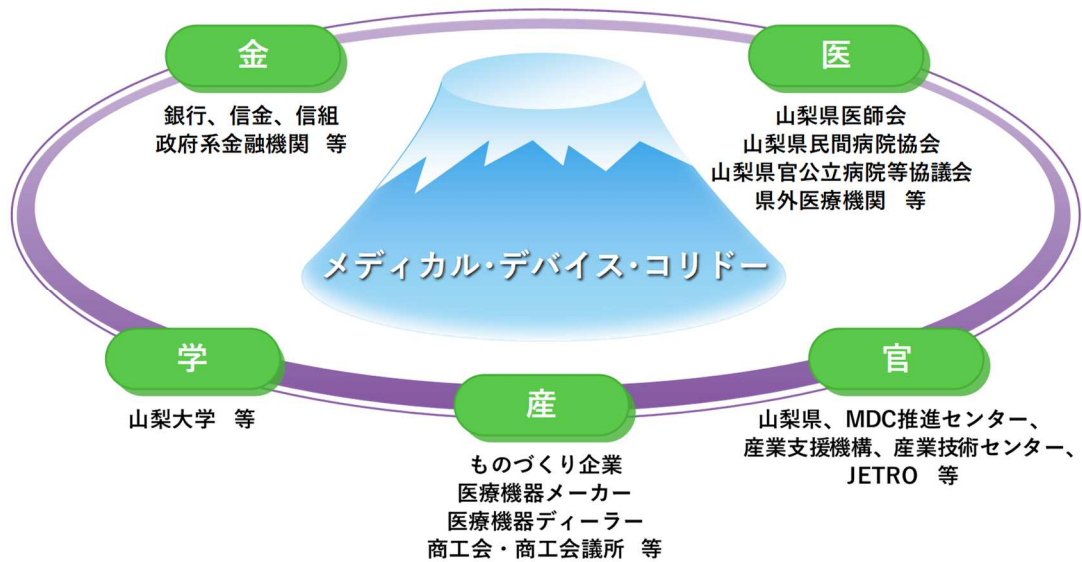 金
銀行、信金、信組
政府系金融機関 等
医
山梨県医師会
山梨県民間病院協会
山梨県官公立病院等協議会
県外医療機関 等
メディカル・デバイス・コリドー
学
山梨大学 等
産
ものづくり企業
医療機器メーカー
医療機器ディーラー
商工会・商工会議所 等
官
山梨県、MDC推進センター、
産業支援機構、産業技術センター、
JETRO 等